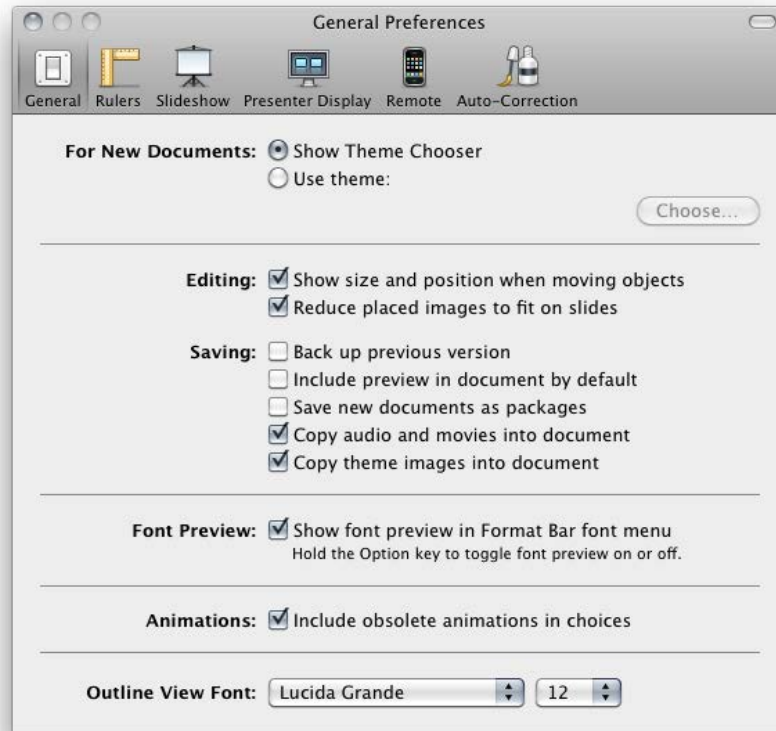 General Preferences
General Rulers Slideshow Presenter Display Remote Auto-Correction
For New Documents: Show Theme Chooser
Use theme:
Choose...
Editing: Show size and position when moving objects
Reduce placed images to fit on slides
Saving: Back up previous version
Include preview in document by default
Save new documents as packages
Copy audio and movies into document
Copy theme images into document
Font Preview: Show font preview in Format Bar font menu
Hold the Option key to toggle font preview on or off.
Animations: Include obsolete animations in choices
Outline View Font: Lucida Grande 12